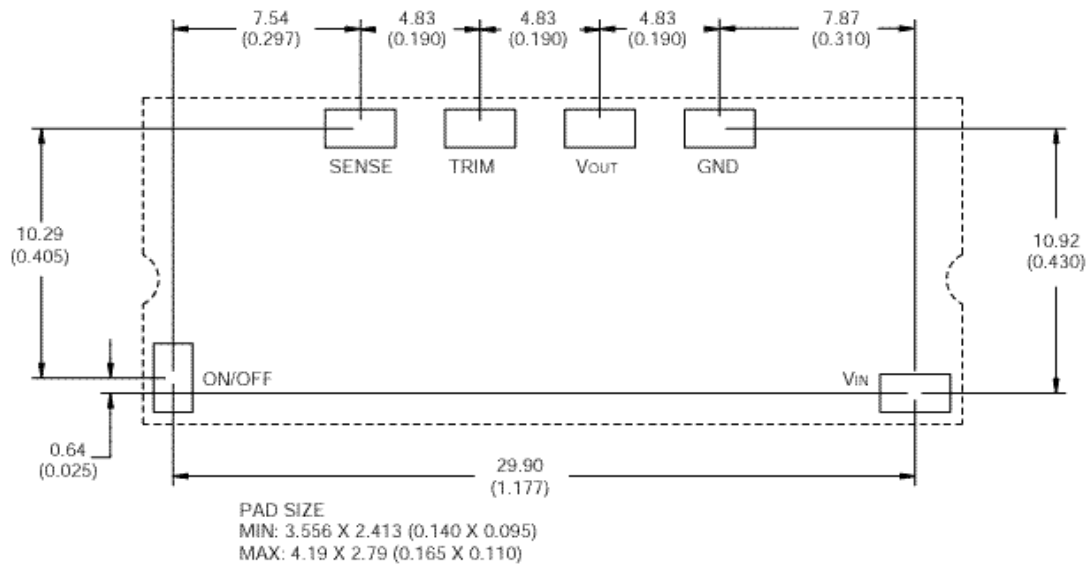 7.54 4.83 4.83 4.83 7.87
(0.297) (0.190) (0.190) (0.190) (0.310)
SENSE TRIM VOUT GND
10.29
(0.405)
10.92
(0.430)
ON/OFF VIN
0.64
(0.025)
29.90
(1.177)
PAD SIZE
MIN: 3.556 X 2.413 (0.140 X 0.095)
MAX: 4.19 X 2.79 (0.165 X 0.110)